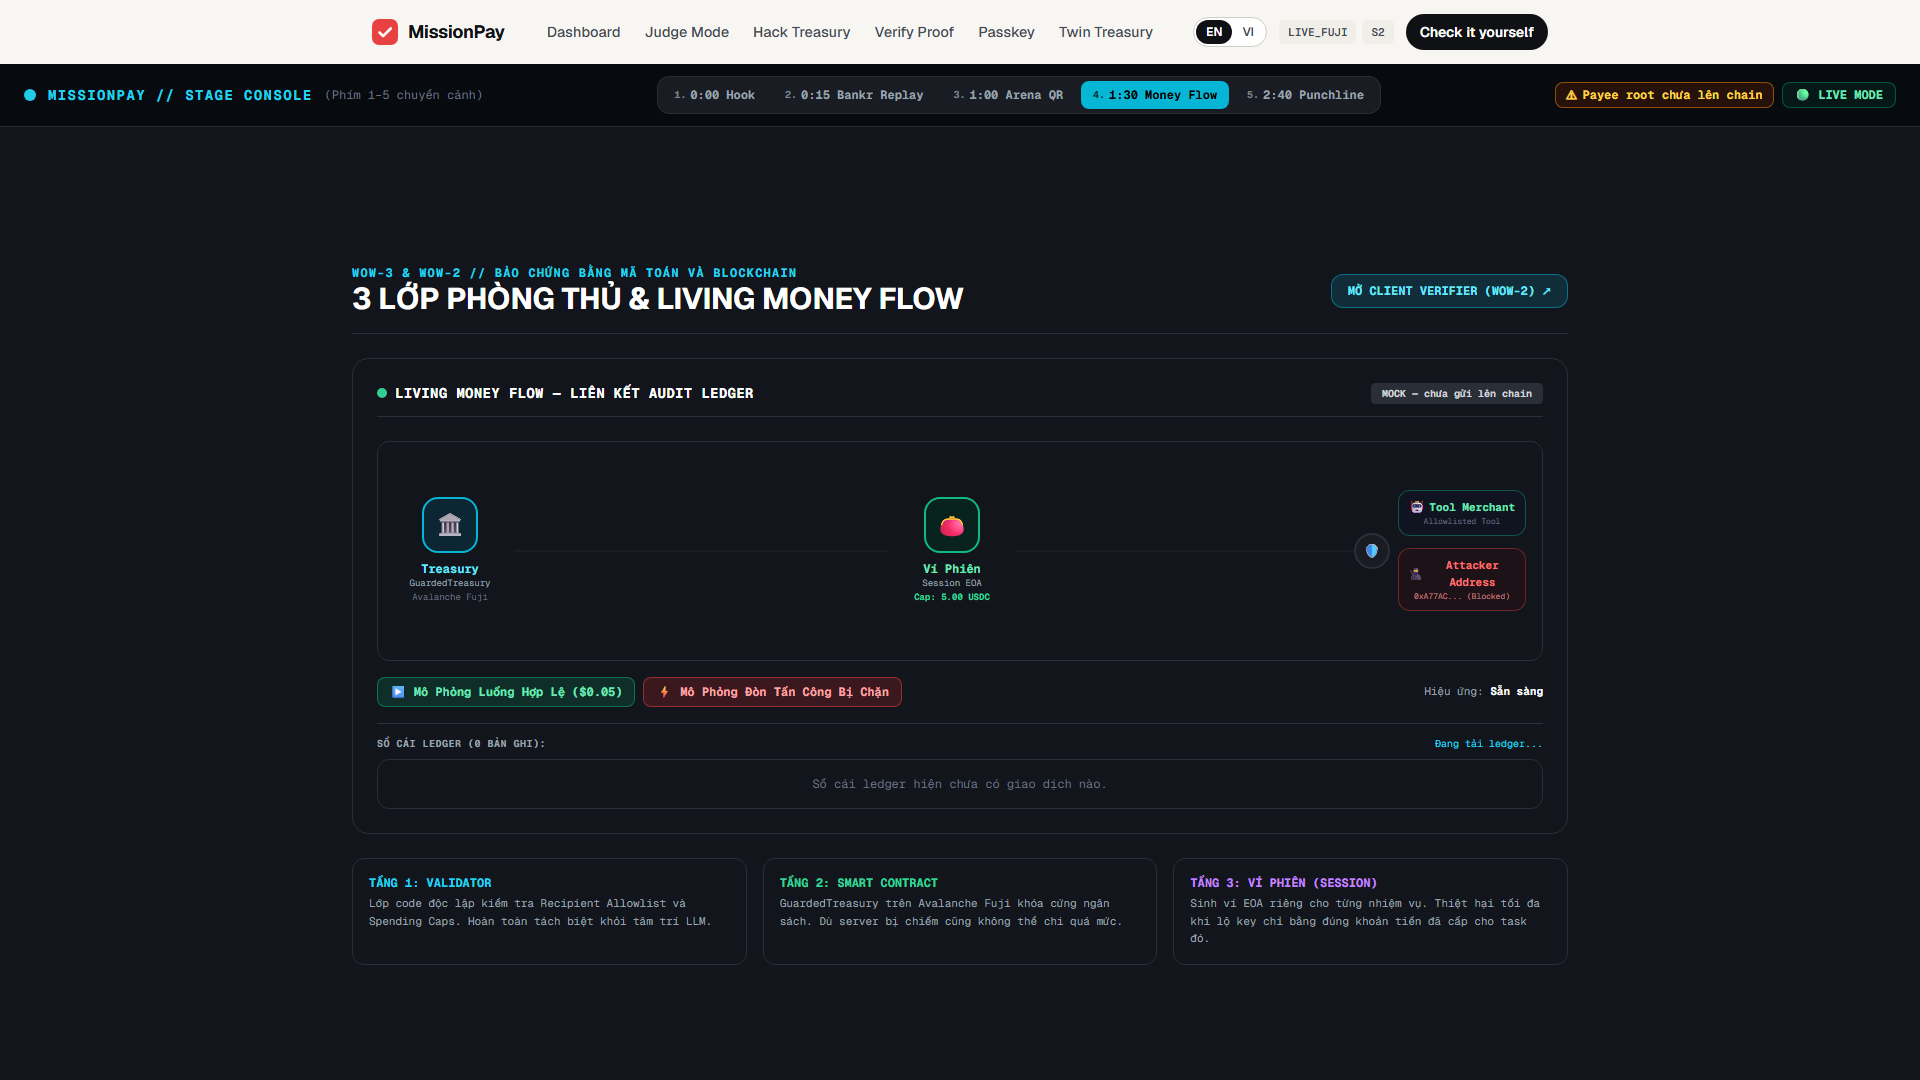 MissionPay
Dashboard
Judge Mode
Hack Treasury
Verify Proof
Passkey
Twin Treasury
EN
VI
LIVE_FUJI
S2
Check it yourself
MISSIONPAY // STAGE CONSOLE
(Phím 1–5 chuyển cảnh)
1. 0:00 Hook
2. 0:15 Bankr Replay
3. 1:00 Arena QR
4. 1:30 Money Flow
5. 2:40 Punchline
⚠ Payee root chưa lên chain
LIVE MODE
WOW-3 & WOW-2 // BẢO CHỨNG BẰNG MÃ TOÁN VÀ BLOCKCHAIN
3 LỚP PHÒNG THỦ & LIVING MONEY FLOW
MỞ CLIENT VERIFIER (WOW-2) ↗
LIVING MONEY FLOW — LIÊN KẾT AUDIT LEDGER
MOCK — chưa gửi lên chain
Treasury
GuardedTreasury
Avalanche Fuji
Ví Phiên
Session EOA
Cap: 5.00 USDC
Tool Merchant
Allowlisted Tool
Attacker
Address
0xA77AC... (Blocked)
Mô Phỏng Luồng Hợp Lệ ($0.05)
Mô Phỏng Đòn Tấn Công Bị Chặn
Hiệu ứng: Sẵn sàng
SỔ CÁI LEDGER (0 BẢN GHI):
Đang tải ledger...
Sổ cái ledger hiện chưa có giao dịch nào.
TẦNG 1: VALIDATOR
Lớp code độc lập kiểm tra Recipient Allowlist và
Spending Caps. Hoàn toàn tách biệt khỏi tâm trí LLM.
TẦNG 2: SMART CONTRACT
GuardedTreasury trên Avalanche Fuji khóa cứng ngân
sách. Dù server bị chiếm cũng không thể chi quá mức.
TẦNG 3: VÍ PHIÊN (SESSION)
Sinh ví EOA riêng cho từng nhiệm vụ. Thiệt hại tối đa
khi lộ key chỉ bằng đúng khoản tiền đã cấp cho task
đó.